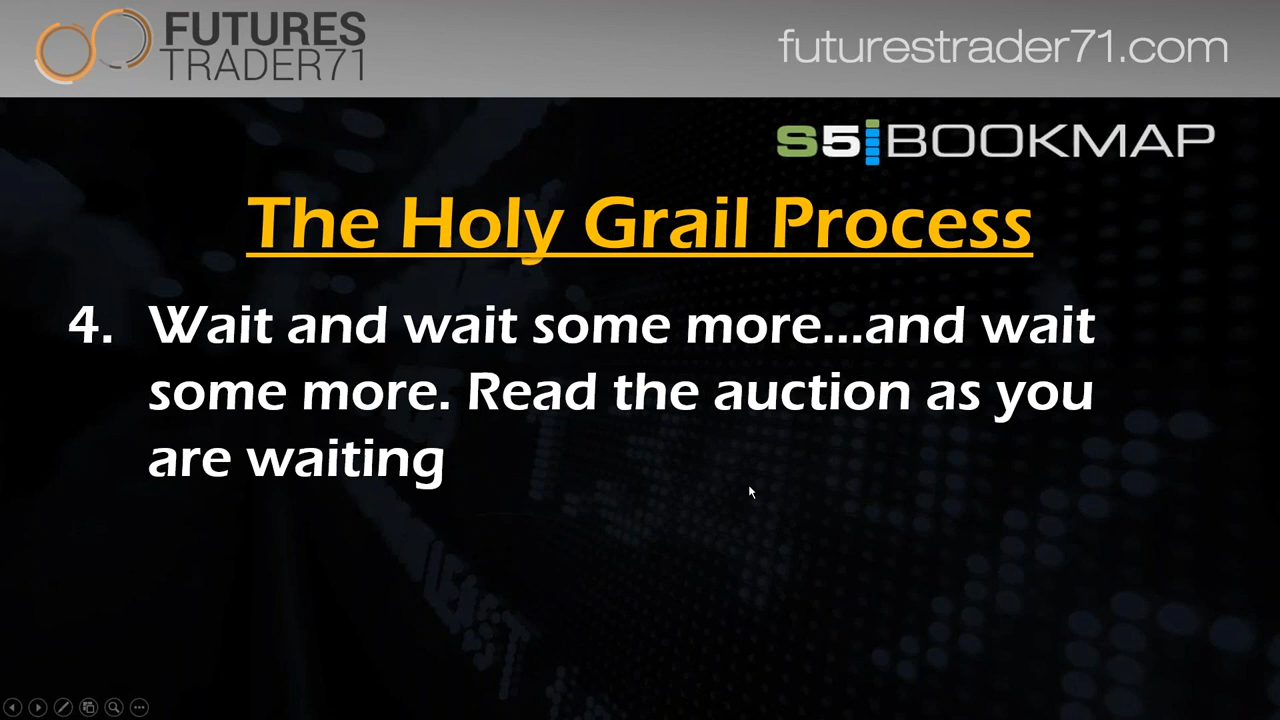 FUTURES
TRADER71
futurestrader71.com
S5 BOOKMAP
The Holy Grail Process
4. Wait and wait some more...and wait
some more. Read the auction as you
are waiting